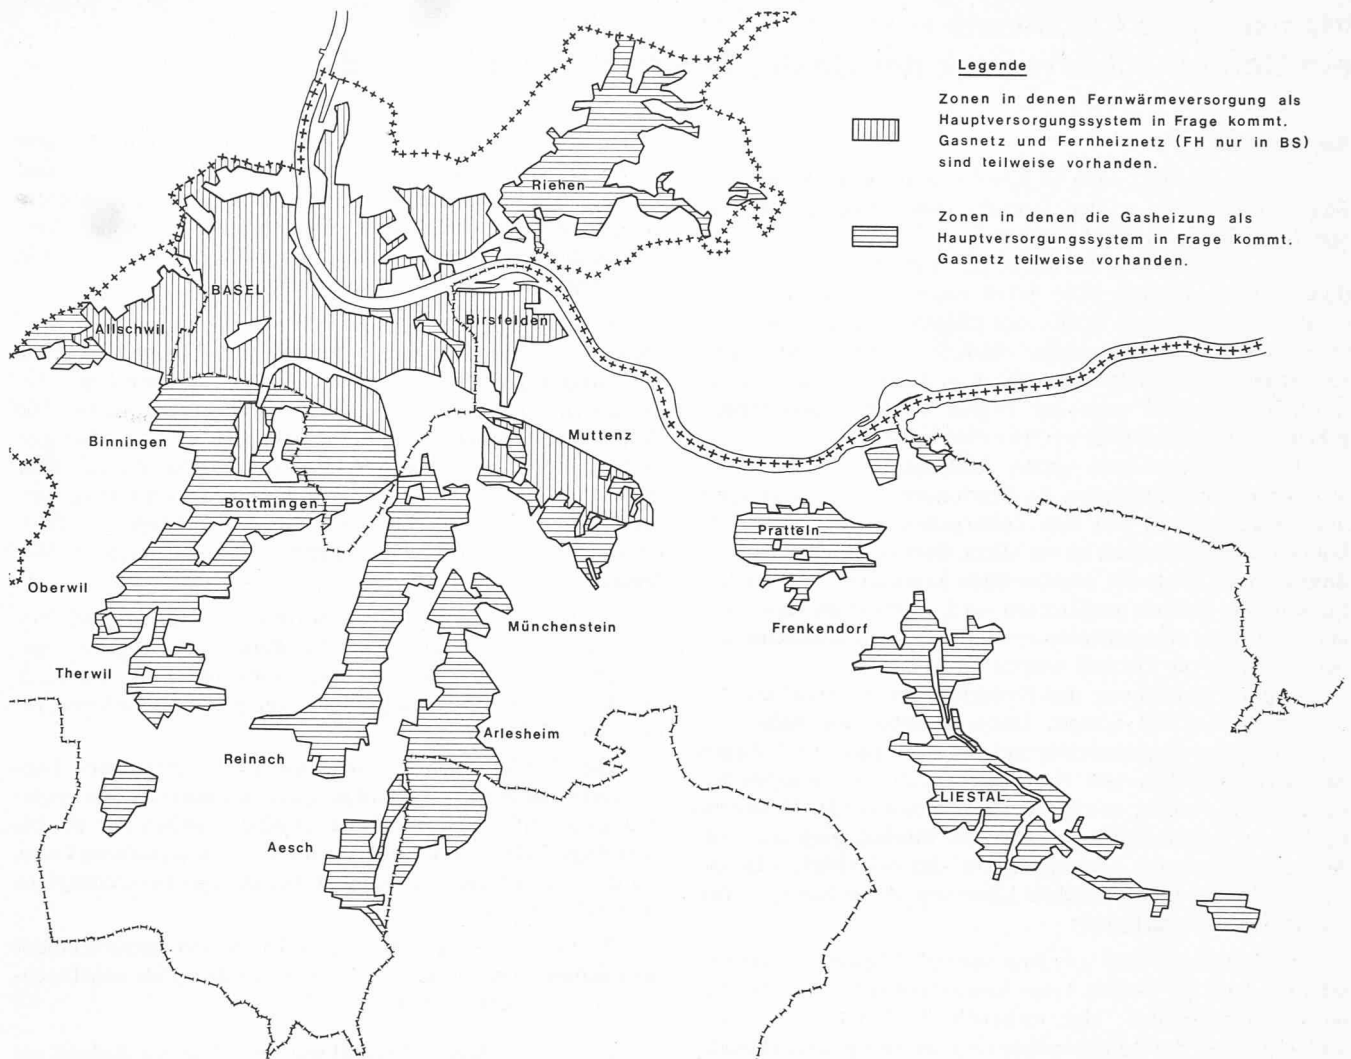 Legende
Zonen in denen Fernwärmeversorgung als
Hauptversorgungssystem in Frage kommt.
Gasnetz und Fernheiznetz (FH nur in BS)
sind teilweise vorhanden.
Zonen in denen die Gasheizung als
Hauptversorgungssystem in Frage kommt.
Gasnetz teilweise vorhanden.
Riehen
BASEL
Allschwil
Birsfelden
Binningen
Muttenz
Bottmingen
Pratteln
Oberwil
Münchenstein
Frenkendorf
Therwil
Arlesheim
Reinach
LIESTAL
Aesch